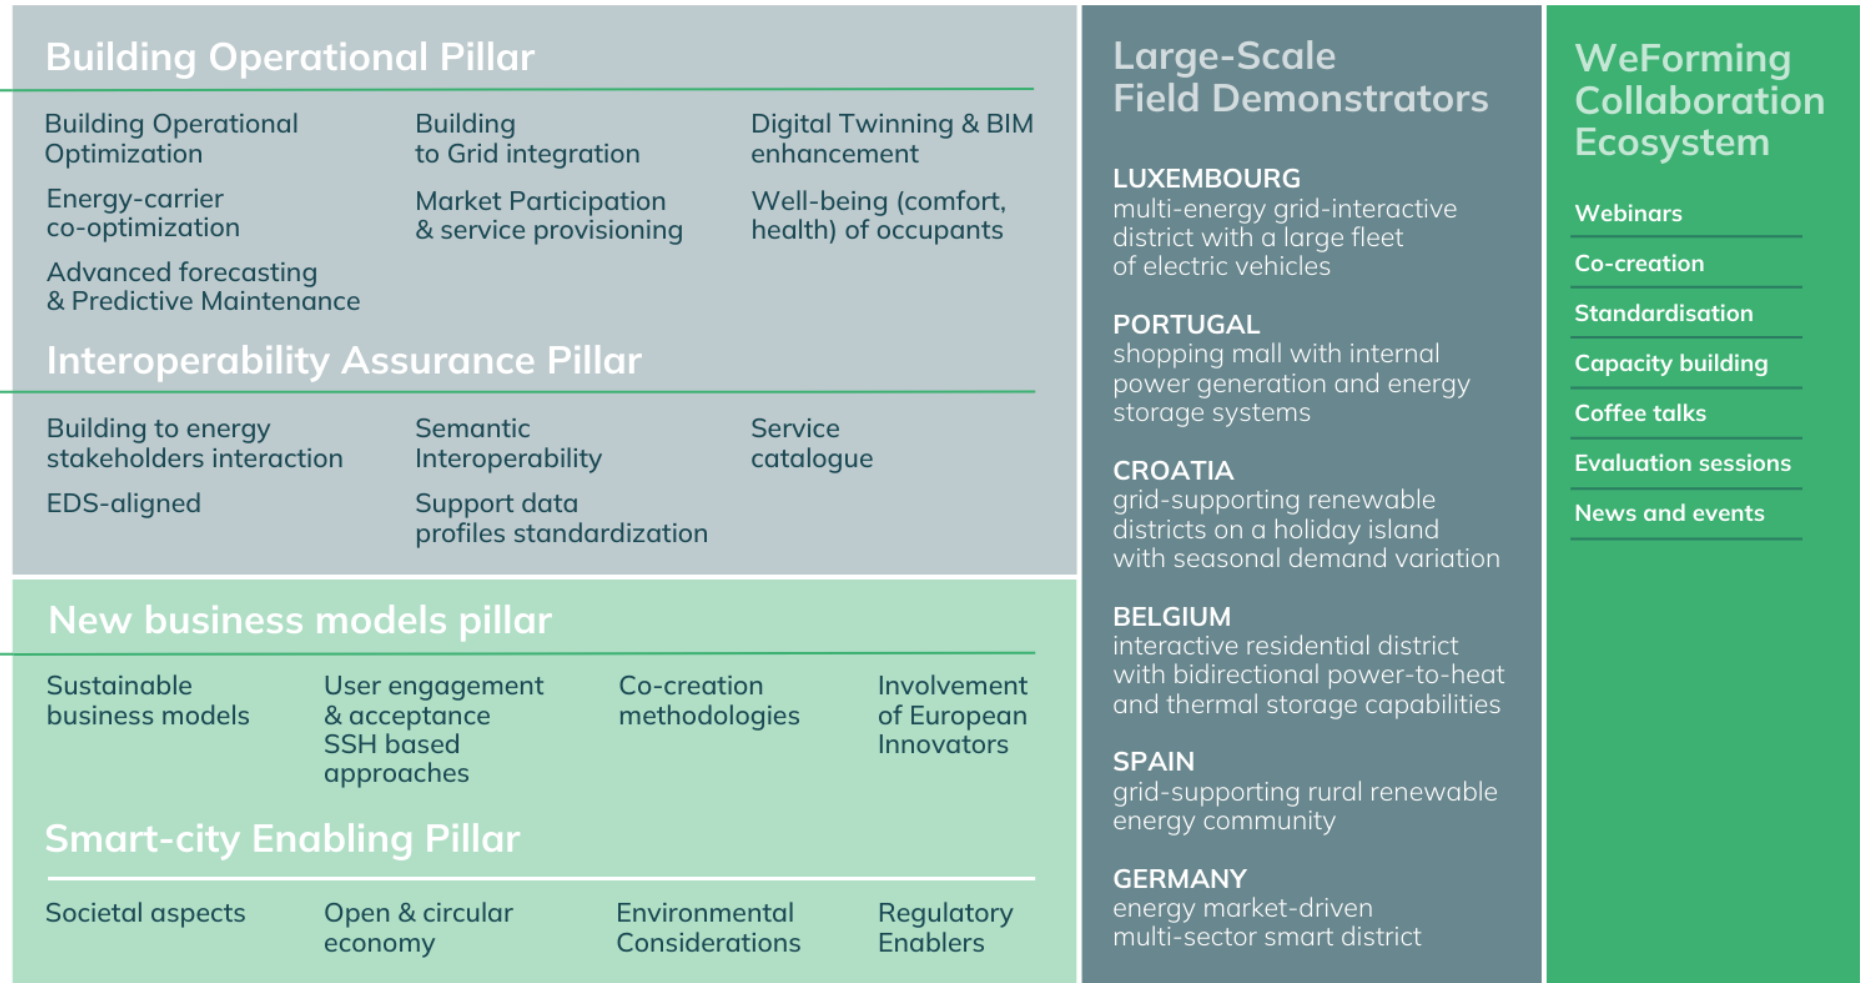 Building Operational Pillar
Building Operational
Optimization
Energy-carrier
co-optimization
Advanced forecasting
& Predictive Maintenance
Building
to Grid integration
Market Participation
& service provisioning
Digital Twinning & BIM
enhancement
Well-being (comfort,
health) of occupants
Interoperability Assurance Pillar
Building to energy
stakeholders interaction
EDS-aligned
Semantic
Interoperability
Support data
profiles standardization
Service
catalogue
New business models pillar
Sustainable
business models
User engagement
& acceptance
SSH based
approaches
Co-creation
methodologies
Involvement
of European
Innovators
Smart-city Enabling Pillar
Societal aspects
Open & circular
economy
Environmental
Considerations
Regulatory
Enablers
Large-Scale
Field Demonstrators
LUXEMBOURG
multi-energy grid-interactive
district with a large fleet
of electric vehicles
PORTUGAL
shopping mall with internal
power generation and energy
storage systems
CROATIA
grid-supporting renewable
districts on a holiday island
with seasonal demand variation
BELGIUM
interactive residential district
with bidirectional power-to-heat
and thermal storage capabilities
SPAIN
grid-supporting rural renewable
energy community
GERMANY
energy market-driven
multi-sector smart district
WeForming
Collaboration
Ecosystem
Webinars
Co-creation
Standardisation
Capacity building
Coffee talks
Evaluation sessions
News and events